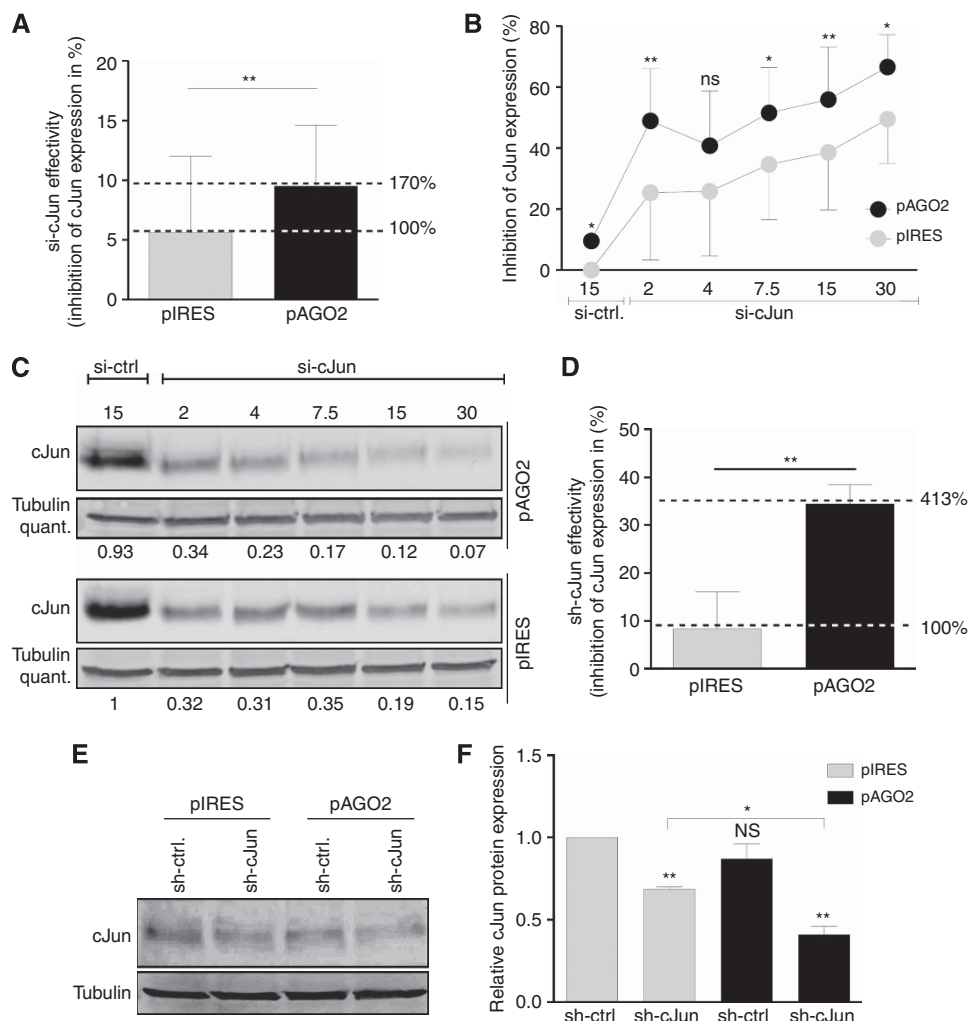 A
si-cJun effectivity
(inhibitiion of cJun expression in %)
20
15
10
5
0
**
170%
100%
pIRES
pAGO2
B
Inhibition of cJun expression (%)
80
60
40
20
0
*
**
ns
*
**
*
pAGO2
pIRES
15
2
4
7.5
15
30
si-ctrl.
si-cJun
C
si-ctrl
si-cJun
15
2
4
7.5
15
30
cJun
Tubulin
quant.
0.93
0.34
0.23
0.17
0.12
0.07
pAGO2
cJun
Tubulin
quant.
1
0.32
0.31
0.35
0.19
0.15
pIRES
D
sh-cJun effectivity
(inhibition of cJun expression in (%)
50
40
30
20
10
0
**
413%
100%
pIRES
pAGO2
E
pIRES
pAGO2
sh-ctrl.
sh-cJun
sh-ctrl.
sh-cJun
cJun
Tubulin
F
Relative cJun protein expression
1.5
1.0
0.5
0.0
pIRES
pAGO2
*
NS
**
**
sh-ctrl
sh-cJun
sh-ctrl
sh-cJun